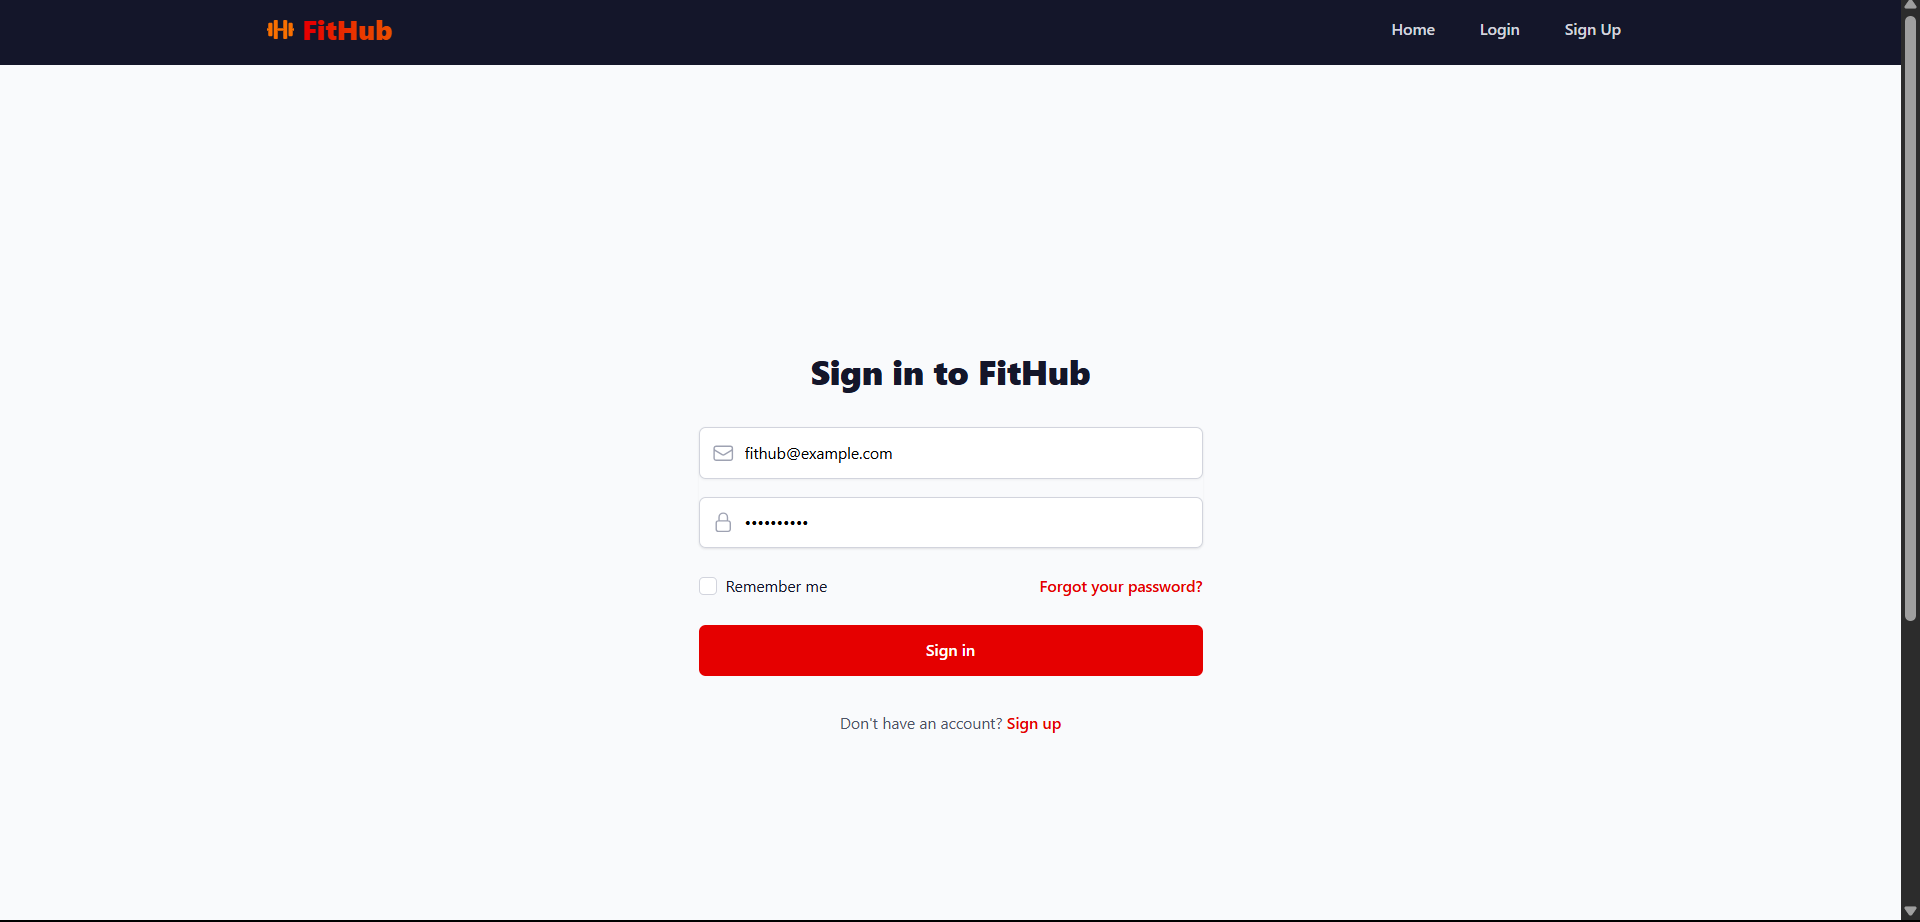 FitHub
Home Login Sign Up
Sign in to FitHub
fithub@example.com
••••••••••
Remember me Forgot your password?
Sign in
Don't have an account? Sign up